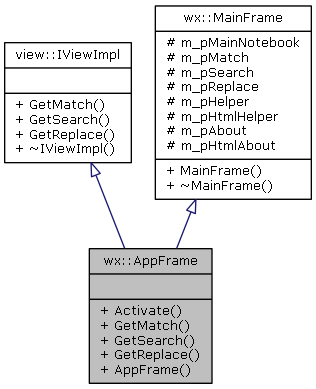 view::IViewImpl
+ GetMatch()
+ GetSearch()
+ GetReplace()
+ ~IViewImpl()
wx::MainFrame
# m_pMainNotebook
# m_pMatch
# m_pSearch
# m_pReplace
# m_pHelper
# m_pHtmlHelper
# m_pAbout
# m_pHtmlAbout
+ MainFrame()
+ ~MainFrame()
wx::AppFrame
+ Activate()
+ GetMatch()
+ GetSearch()
+ GetReplace()
+ AppFrame()